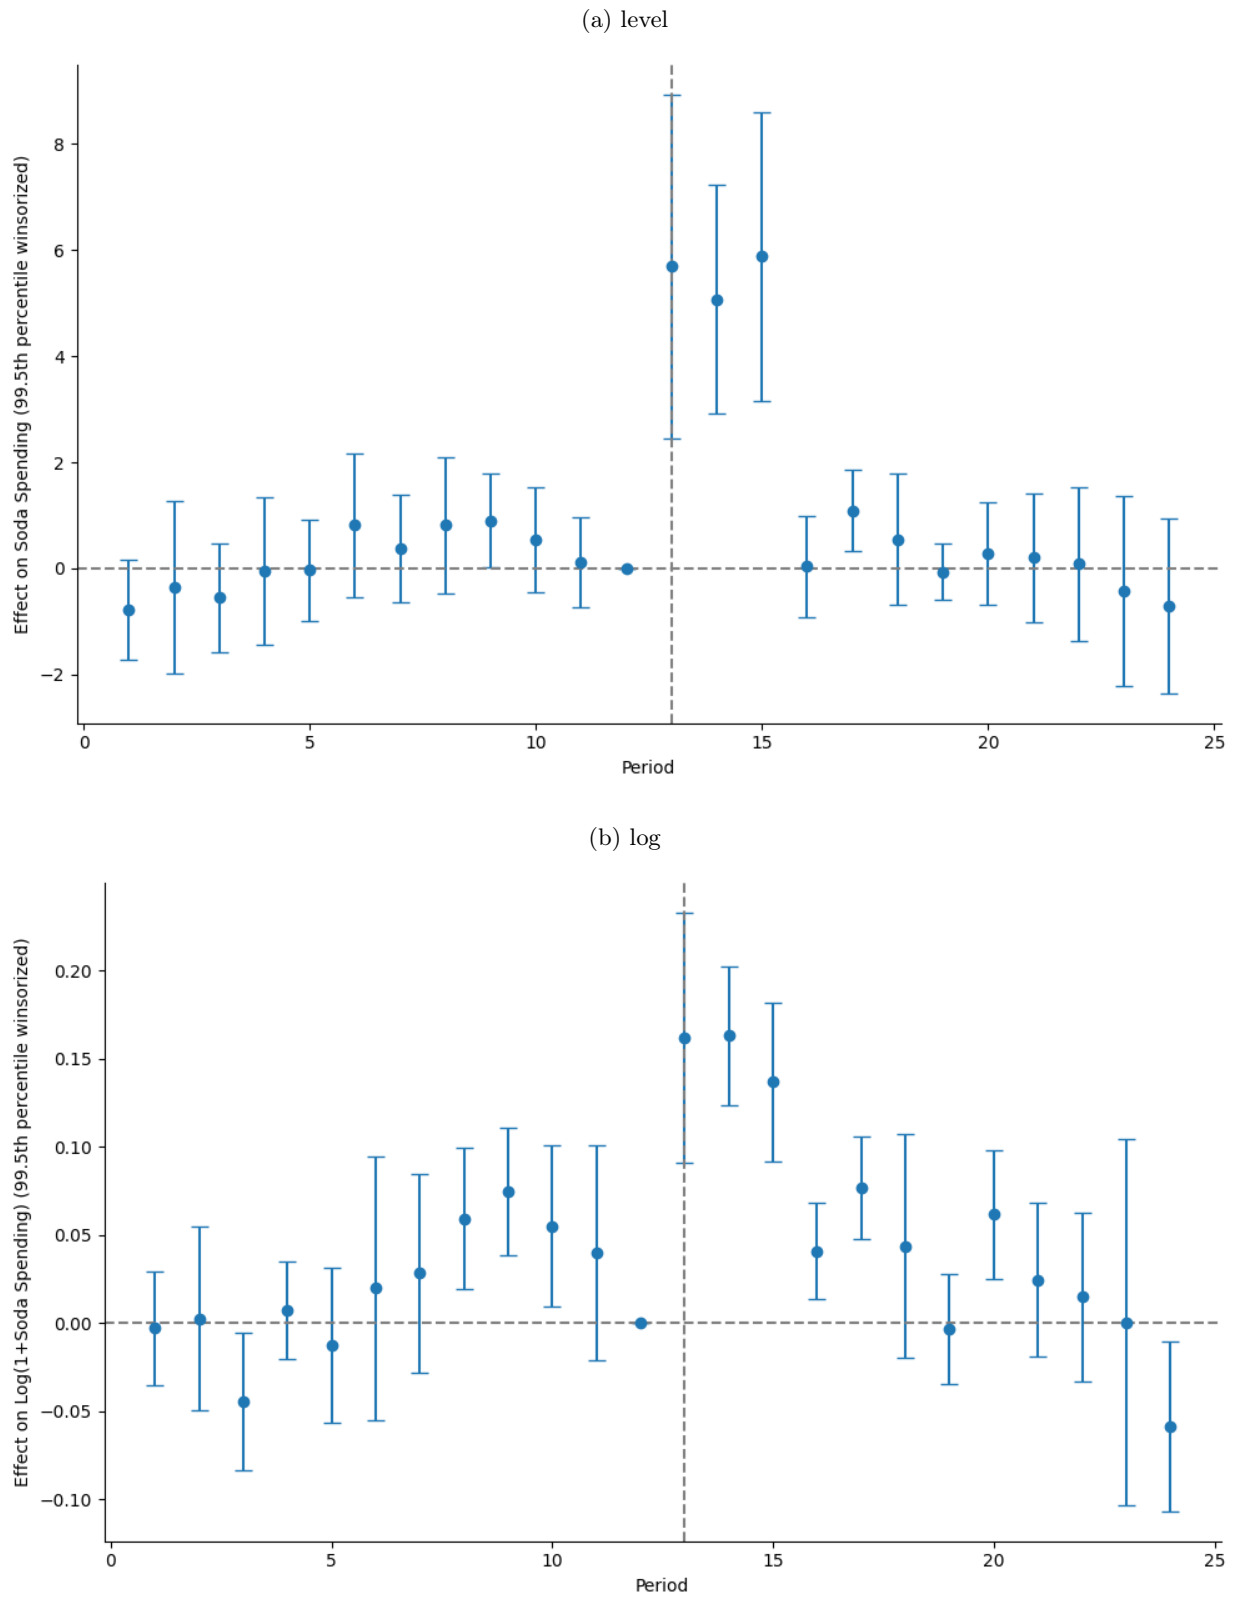 (a) level
Effect on Soda Spending (99.5th percentile winsorized)
8
6
4
2
0
−2
0 5 10 15 20 25
Period
(b) log
Effect on Log(1+Soda Spending) (99.5th percentile winsorized)
0.20
0.15
0.10
0.05
0.00
−0.05
−0.10
0 5 10 15 20 25
Period